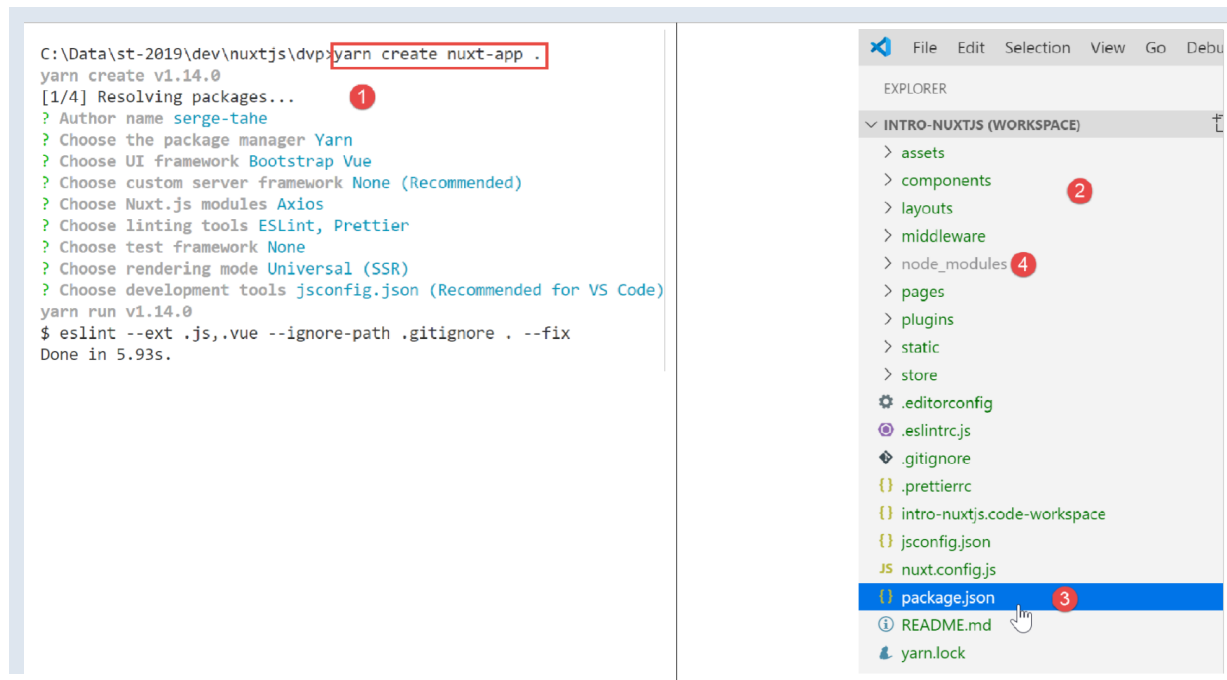 C:\Data\st-2019\dev\nuxtjs\dvp>yarn create nuxt-app .
yarn create v1.14.0
[1/4] Resolving packages...
1
? Author name serge-tahe
? Choose the package manager Yarn
? Choose UI framework Bootstrap Vue
? Choose custom server framework None (Recommended)
? Choose Nuxt.js modules Axios
? Choose linting tools ESLint, Prettier
? Choose test framework None
? Choose rendering mode Universal (SSR)
? Choose development tools jsconfig.json (Recommended for VS Code)
yarn run v1.14.0
$ eslint --ext .js,.vue --ignore-path .gitignore . --fix
Done in 5.93s.
File Edit Selection View Go Debu
EXPLORER
INTRO-NUXTJS (WORKSPACE)
assets
components
2
layouts
middleware
node_modules 4
pages
plugins
static
store
.editorconfig
.eslintrc.js
.gitignore
{} .prettierrc
{} intro-nuxtjs.code-workspace
{} jsconfig.json
JS nuxt.config.js
{} package.json 3
README.md
yarn.lock